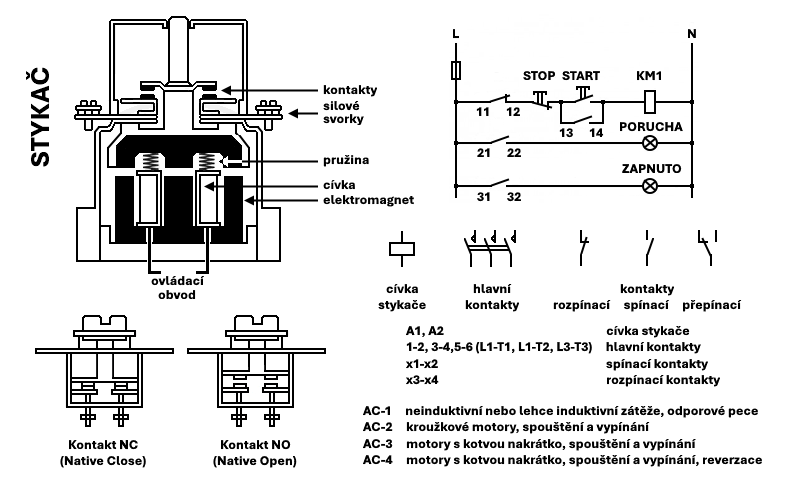 STYKAČ
kontakty
silové
svorky
pružina
cívka
elektromagnet
ovládací
obvod
Kontakt NC
(Native Close)
Kontakt NO
(Native Open)
L
N
STOP
START
KM1
11
12
13
14
PORUCHA
21
22
ZAPNUTO
31
32
cívka
stykače
hlavní
kontakty
kontakty
rozpínací
spínací
přepínací
A1, A2 cívka stykače
1-2, 3-4,5-6 (L1-T1, L1-T2, L3-T3) hlavní kontakty
x1-x2 spínací kontakty
x3-x4 rozpínací kontakty
AC-1 neinduktivní nebo lehce induktivní zátěže, odporové pece
AC-2 kroužkové motory, spouštění a vypínání
AC-3 motory s kotvou nakrátko, spouštění a vypínání
AC-4 motory s kotvou nakrátko, spouštění a vypínání, reverzace